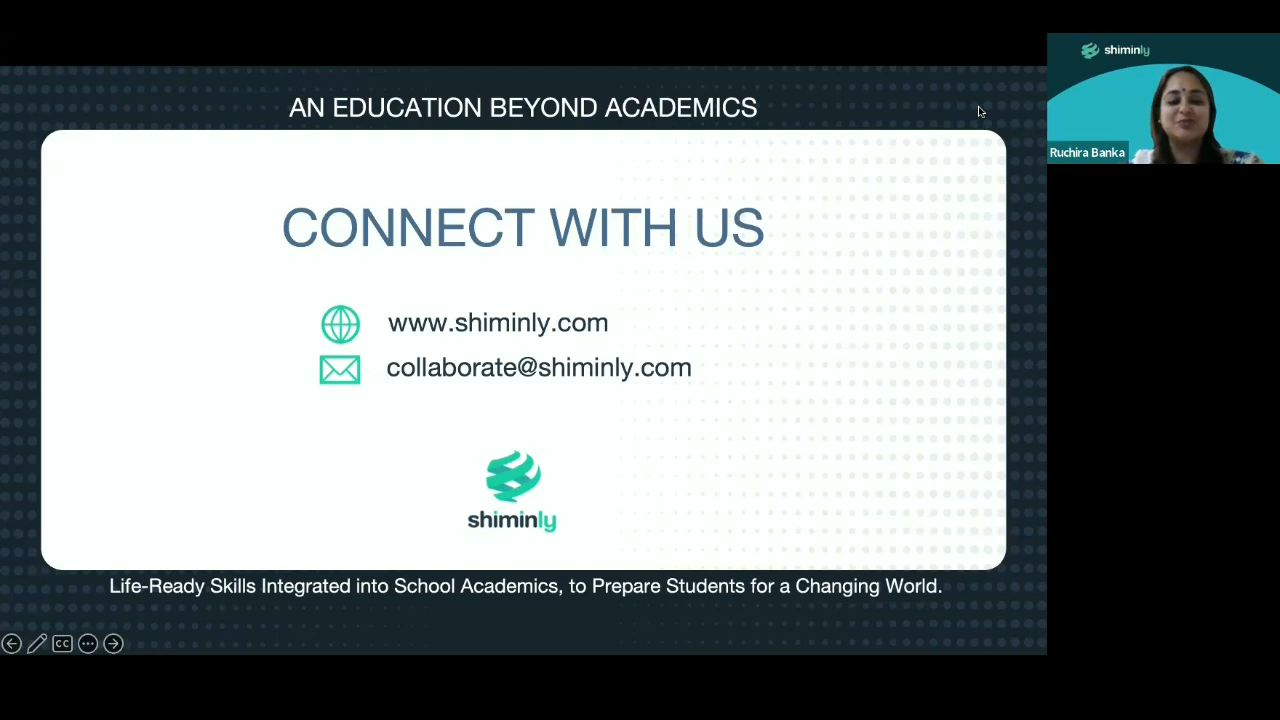 AN EDUCATION BEYOND ACADEMICS
CONNECT WITH US
www.shiminly.com
collaborate@shiminly.com
shiminly
Life-Ready Skills Integrated into School Academics, to Prepare Students for a Changing World.
CC
shiminly
Ruchira Banka